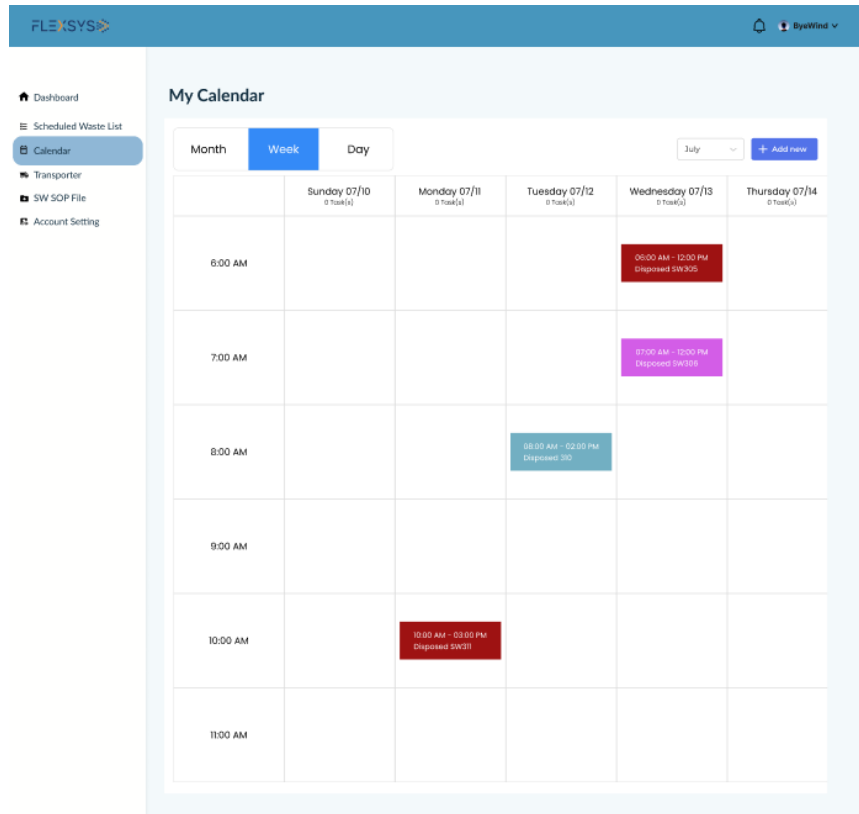 FLEXSYS
ByeWind
Dashboard
Scheduled Waste List
Calendar
Transporter
SW SOP File
Account Setting
My Calendar
Month Week Day
July
+ Add new
Sunday 07/10 Monday 07/11 Tuesday 07/12 Wednesday 07/13 Thursday 07/14
0 Task(s) 0 Task(s) 0 Task(s) 0 Task(s) 0 Task(s)
6:00 AM
06:00 AM - 12:00 PM
Disposed SW305
7:00 AM
07:00 AM - 12:00 PM
Disposed SW306
8:00 AM
08:00 AM - 02:00 PM
Disposed 310
9:00 AM
10:00 AM
10:00 AM - 03:00 PM
Disposed SW311
11:00 AM